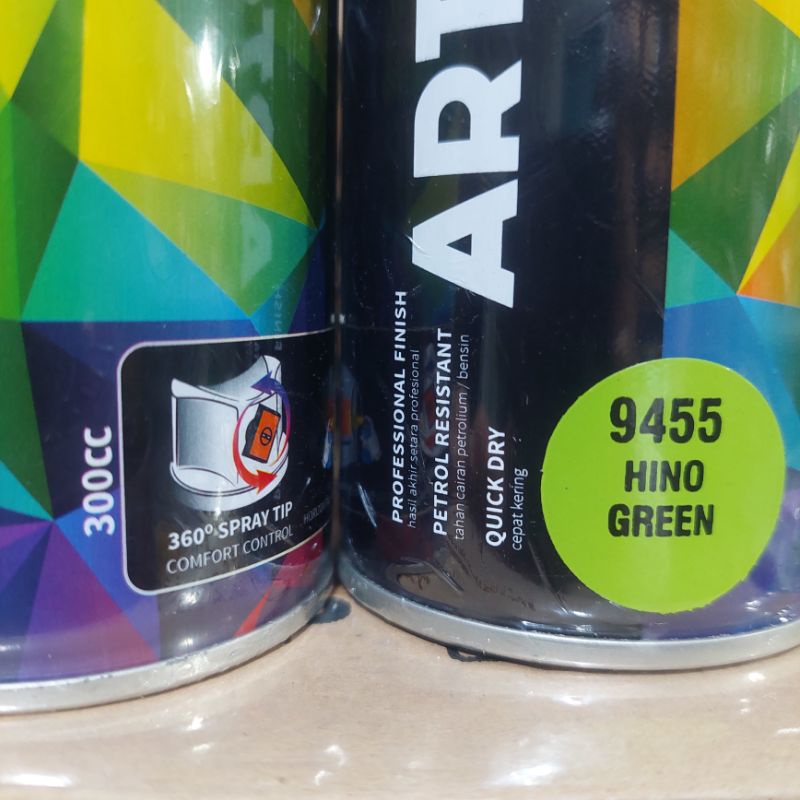 300CC
360° SPRAY TIP
COMFORT CONTROL
ART
PROFESSIONAL FINISH
hasil akhir setara profesional
PETROL RESISTANT
tahan cairan petrolium / bensin
QUICK DRY
cepat kering
9455
HINO
GREEN